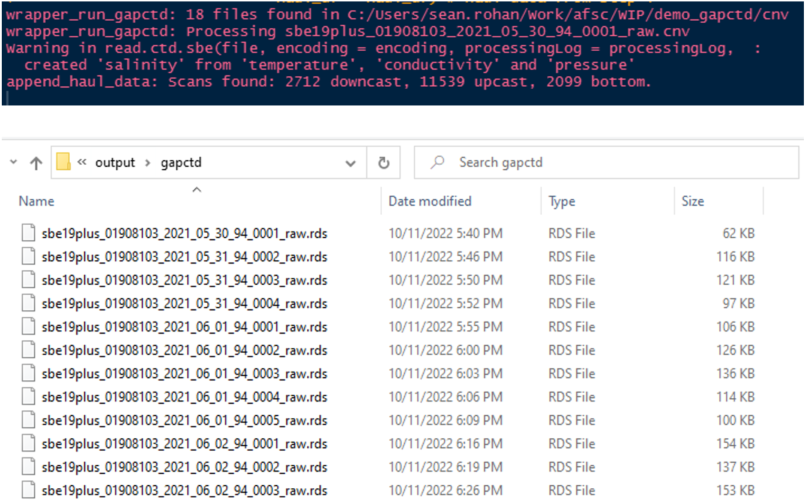 wrapper_run_gapctd: 18 files found in C:/Users/sean.rohan/Work/afsc/WIP/demo_gapctd/cnv
wrapper_run_gapctd: Processing sbe19plus_01908103_2021_05_30_94_0001_raw.cnv
Warning in read.ctd.sbe(file, encoding = encoding, processingLog = processingLog,  :
  created 'salinity' from 'temperature', 'conductivity' and 'pressure'
append_haul_data: Scans found: 2712 downcast, 11539 upcast, 2099 bottom.
« output › gapctd Search gapctd
Name Date modified Type Size
sbe19plus_01908103_2021_05_30_94_0001_raw.rds 10/11/2022 5:40 PM RDS File 62 KB
sbe19plus_01908103_2021_05_31_94_0002_raw.rds 10/11/2022 5:46 PM RDS File 116 KB
sbe19plus_01908103_2021_05_31_94_0003_raw.rds 10/11/2022 5:50 PM RDS File 121 KB
sbe19plus_01908103_2021_05_31_94_0004_raw.rds 10/11/2022 5:52 PM RDS File 97 KB
sbe19plus_01908103_2021_06_01_94_0001_raw.rds 10/11/2022 5:55 PM RDS File 106 KB
sbe19plus_01908103_2021_06_01_94_0002_raw.rds 10/11/2022 6:00 PM RDS File 126 KB
sbe19plus_01908103_2021_06_01_94_0003_raw.rds 10/11/2022 6:03 PM RDS File 136 KB
sbe19plus_01908103_2021_06_01_94_0004_raw.rds 10/11/2022 6:06 PM RDS File 114 KB
sbe19plus_01908103_2021_06_01_94_0005_raw.rds 10/11/2022 6:09 PM RDS File 100 KB
sbe19plus_01908103_2021_06_02_94_0001_raw.rds 10/11/2022 6:16 PM RDS File 154 KB
sbe19plus_01908103_2021_06_02_94_0002_raw.rds 10/11/2022 6:19 PM RDS File 137 KB
sbe19plus_01908103_2021_06_02_94_0003_raw.rds 10/11/2022 6:26 PM RDS File 153 KB